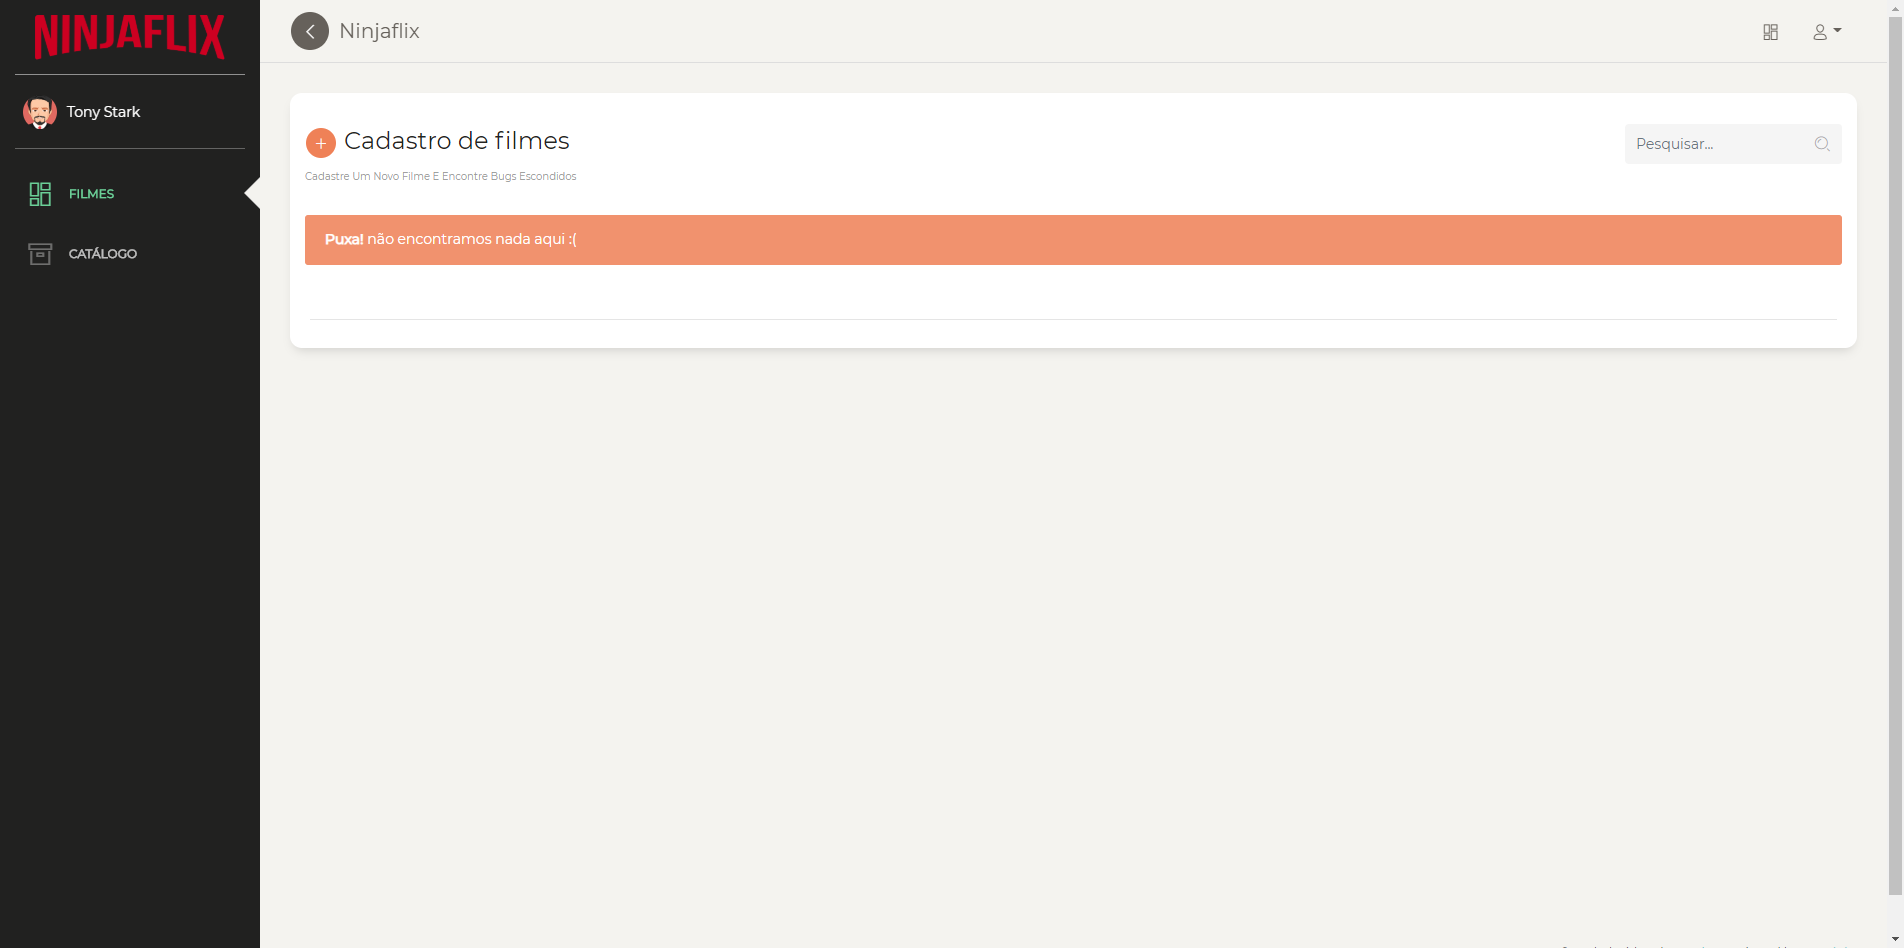 NINJAFLIX
Tony Stark
FILMES
CATÁLOGO
Ninjaflix
Cadastro de filmes
Cadastre Um Novo Filme E Encontre Bugs Escondidos
Pesquisar...
Puxa! não encontramos nada aqui :(